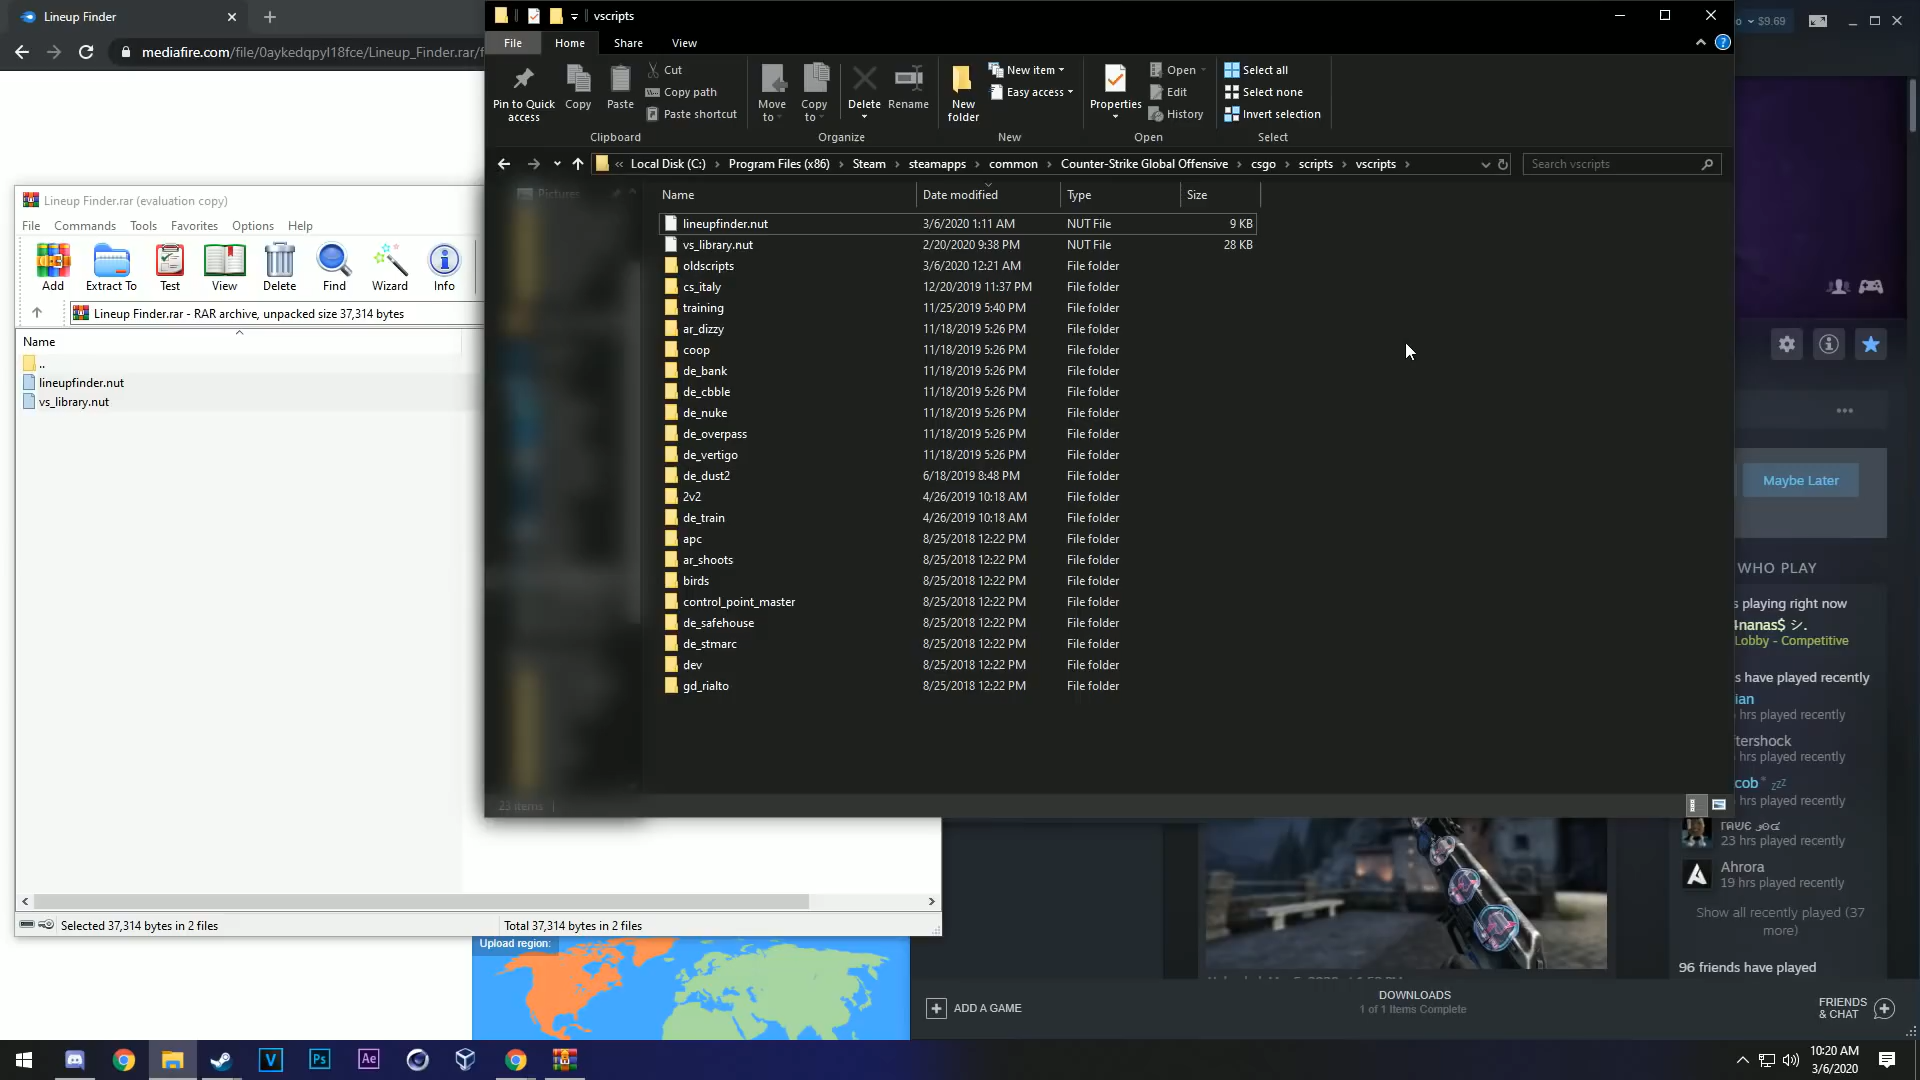 Lineup Finder
mediafire.com/file/0aykedqpyl18fce/Lineup_Finder.rar/f
vscripts
File
Home
Share
View
Pin to Quick
access
Copy
Paste
Cut
Copy path
Paste shortcut
Move
to
Copy
to
Delete
Rename
New
folder
New item
Easy access
Properties
Open
Edit
History
Select all
Select none
Invert selection
Clipboard
Organize
New
Open
Select
« Local Disk (C:) > Program Files (x86) > Steam > steamapps > common > Counter-Strike Global Offensive > csgo > scripts > vscripts >
Search vscripts
Pictures
Name Date modified Type Size
lineupfinder.nut 3/6/2020 1:11 AM NUT File 9 KB
vs_library.nut 2/20/2020 9:38 PM NUT File 28 KB
oldscripts 3/6/2020 12:21 AM File folder
cs_italy 12/20/2019 11:37 PM File folder
training 11/25/2019 5:40 PM File folder
ar_dizzy 11/18/2019 5:26 PM File folder
coop 11/18/2019 5:26 PM File folder
de_bank 11/18/2019 5:26 PM File folder
de_cbble 11/18/2019 5:26 PM File folder
de_nuke 11/18/2019 5:26 PM File folder
de_overpass 11/18/2019 5:26 PM File folder
de_vertigo 11/18/2019 5:26 PM File folder
de_dust2 6/18/2019 8:48 PM File folder
2v2 4/26/2019 10:18 AM File folder
de_train 4/26/2019 10:18 AM File folder
apc 8/25/2018 12:22 PM File folder
ar_shoots 8/25/2018 12:22 PM File folder
birds 8/25/2018 12:22 PM File folder
control_point_master 8/25/2018 12:22 PM File folder
de_safehouse 8/25/2018 12:22 PM File folder
de_stmarc 8/25/2018 12:22 PM File folder
dev 8/25/2018 12:22 PM File folder
gd_rialto 8/25/2018 12:22 PM File folder
23 items
Lineup Finder.rar (evaluation copy)
File Commands Tools Favorites Options Help
Add Extract To Test View Delete Find Wizard Info
Lineup Finder.rar - RAR archive, unpacked size 37,314 bytes
Name
..
lineupfinder.nut
vs_library.nut
Selected 37,314 bytes in 2 files
Total 37,314 bytes in 2 files
Upload region:
$9.69
Maybe Later
WHO PLAY
s playing right now
4nanas$ シ.
Lobby - Competitive
s have played recently
ian
hrs played recently
ftershock
hrs played recently
cob * zzZ
hrs played recently
23 hrs played recently
Ahrora
19 hrs played recently
Show all recently played (37
more)
96 friends have played
ADD A GAME
DOWNLOADS
1 of 1 Items Complete
FRIENDS
& CHAT
V
Ps
Ae
10:20 AM
3/6/2020